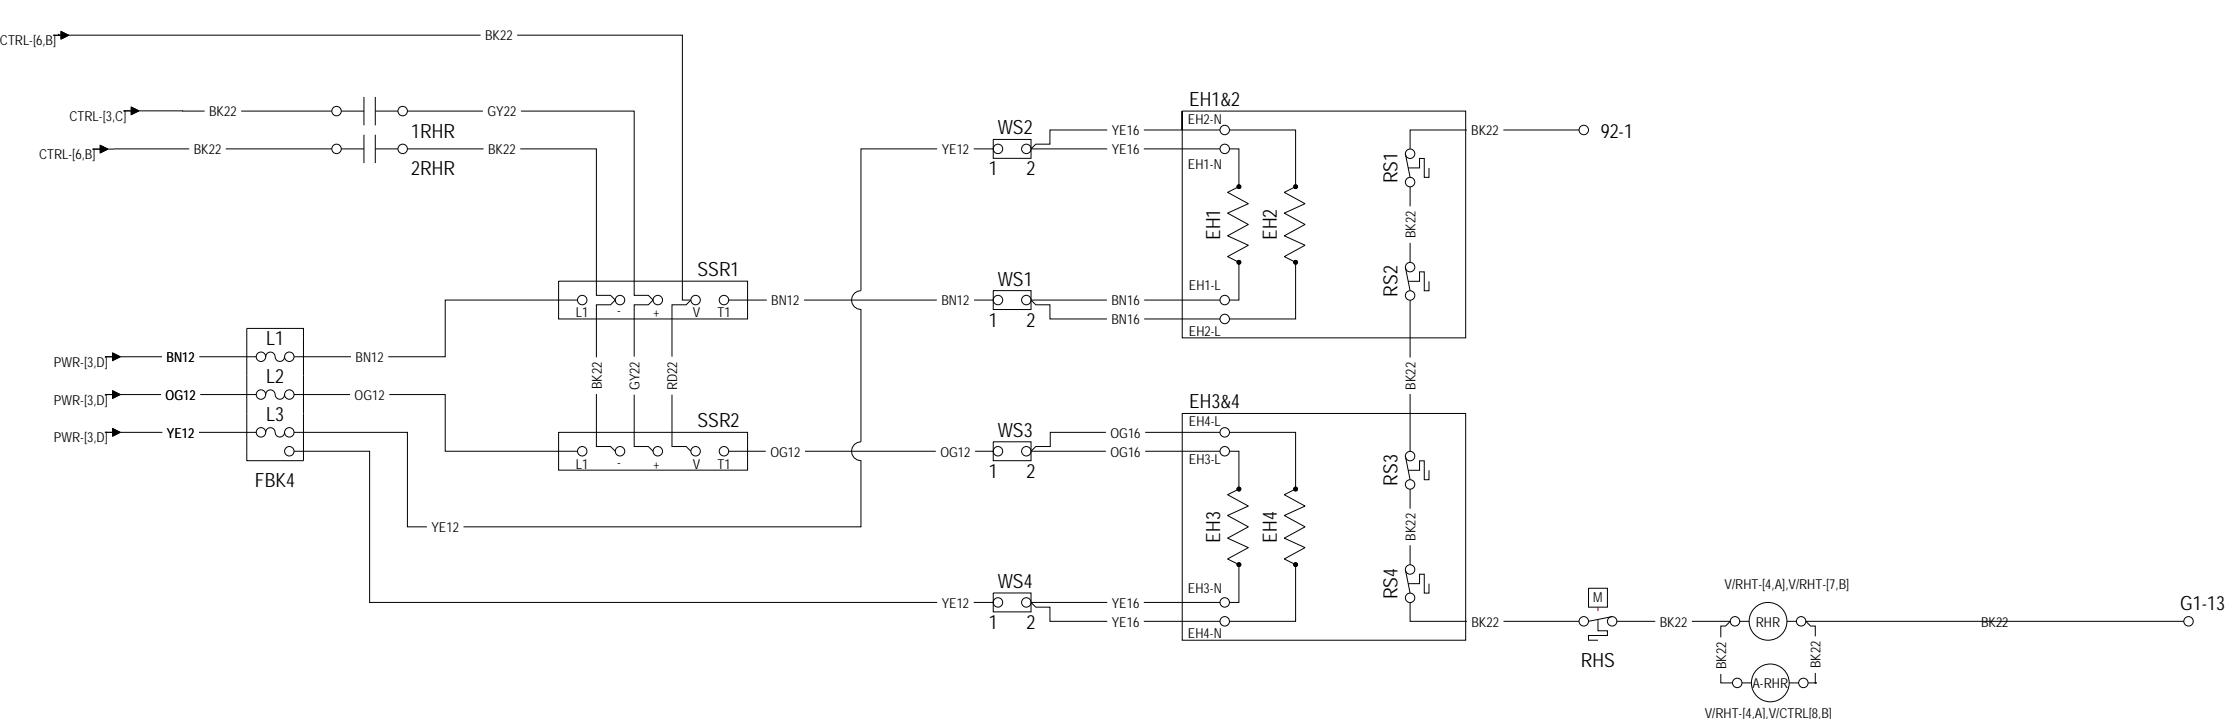 CTRL-[6,B] BK22
EH1&2
CTRL-[3,C] BK22 GY22
1RHR
WS2 YE16 EH2-N BK22 92-1
CTRL-[6,B] BK22 BK22
2RHR
YE12 YE16
1 2 EH1-N
RS1
EH1 EH2 BK22
SSR1
WS1 EH1-L RS2
L1 - + V T1 BN12 BN12 BN16
1 2 BN16
EH2-L
L1
PWR-[3,D] BN12 BN12
BK22 GY22 RD22 BK22
L2
PWR-[3,D] OG12 OG12
EH3&4
L3
SSR2
WS3 EH4-L
PWR-[3,D] YE12 OG16
L1 - + V T1 OG12 OG12 OG16 EH3-L
1 2
RS3
FBK4
YE12
EH3 EH4 BK22
WS4 EH3-N RS4
V/RHT-[4,A],V/RHT-[7,B]
M
YE12 YE16
G1-13
1 2 YE16 BK22 BK22 RHR BK22
EH4-N
RHS
BK22 BK22
A-RHR
V/RHT-[4,A],V/CTRL[8,B]